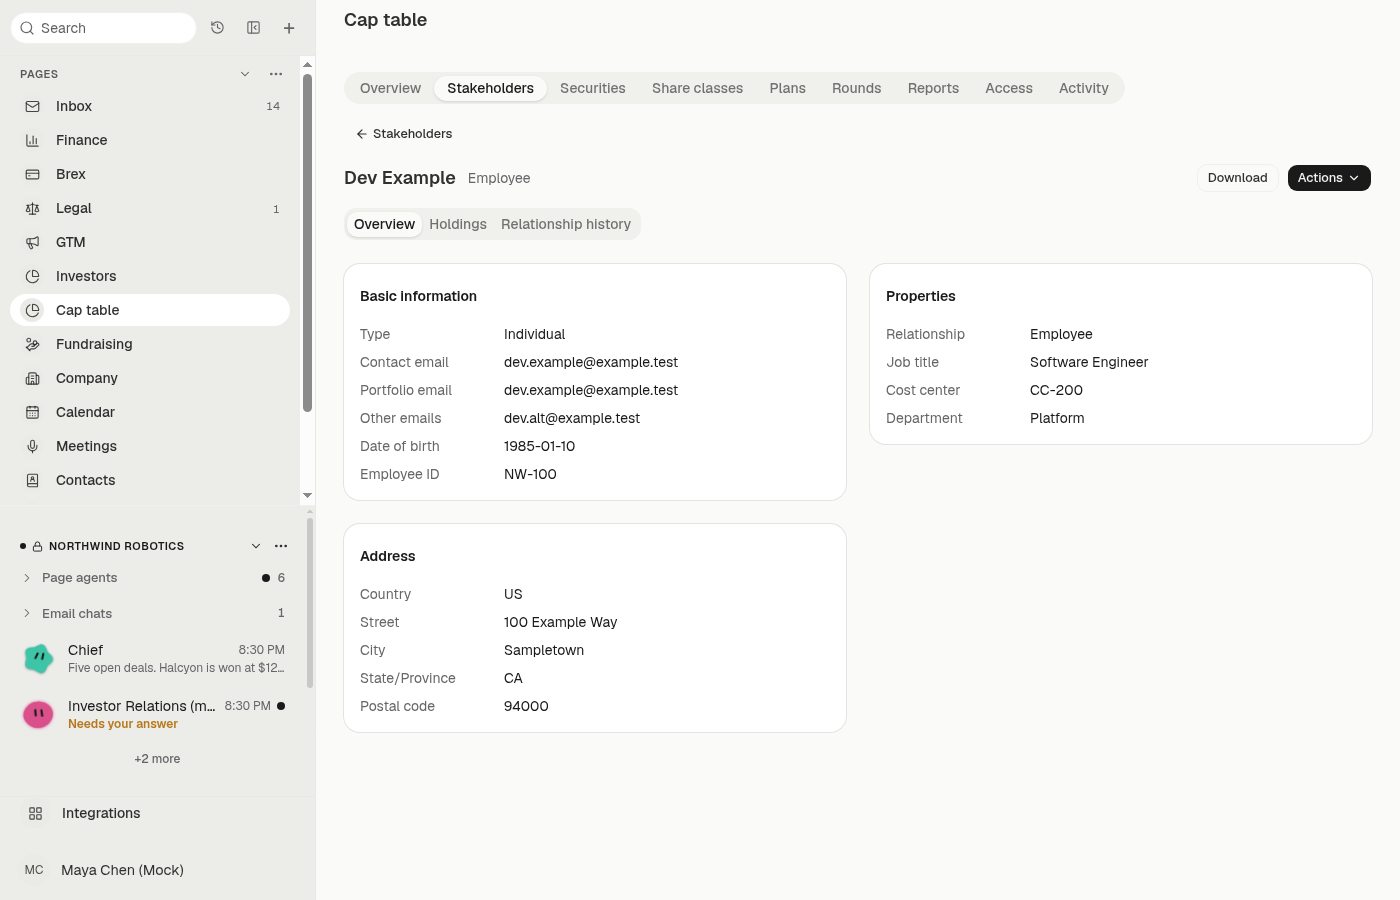 Search
PAGES
Inbox 14
Finance
Brex
Legal 1
GTM
Investors
Cap table
Fundraising
Company
Calendar
Meetings
Contacts
NORTHWIND ROBOTICS
Page agents 6
Email chats 1
Chief 8:30 PM
Five open deals. Halcyon is won at $12...
Investor Relations (m... 8:30 PM
Needs your answer
+2 more
Integrations
MC Maya Chen (Mock)
Cap table
Overview Stakeholders Securities Share classes Plans Rounds Reports Access Activity
Stakeholders
Dev Example Employee Download Actions
Overview Holdings Relationship history
Basic information
Type Individual
Contact email dev.example@example.test
Portfolio email dev.example@example.test
Other emails dev.alt@example.test
Date of birth 1985-01-10
Employee ID NW-100
Properties
Relationship Employee
Job title Software Engineer
Cost center CC-200
Department Platform
Address
Country US
Street 100 Example Way
City Sampletown
State/Province CA
Postal code 94000